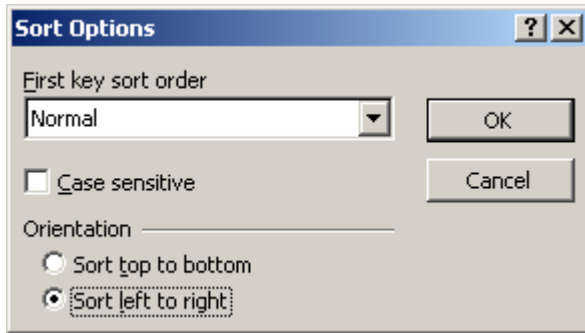 Sort Options
First key sort order
Normal
OK
Case sensitive
Cancel
Orientation
Sort top to bottom
Sort left to right